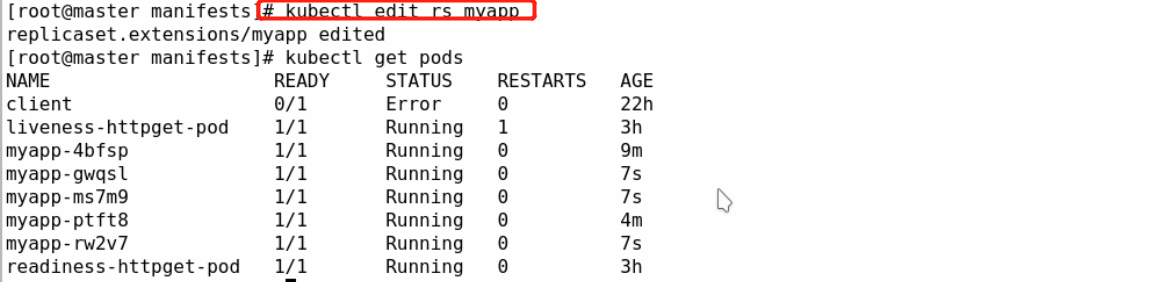 [root@master manifests]# kubectl edit rs myapp
replicaset.extensions/myapp edited
[root@master manifests]# kubectl get pods
NAME READY STATUS RESTARTS AGE
client 0/1 Error 0 22h
liveness-httpget-pod 1/1 Running 1 3h
myapp-4bfsp 1/1 Running 0 9m
myapp-gwqsl 1/1 Running 0 7s
myapp-ms7m9 1/1 Running 0 7s
myapp-ptft8 1/1 Running 0 4m
myapp-rw2v7 1/1 Running 0 7s
readiness-httpget-pod 1/1 Running 0 3h